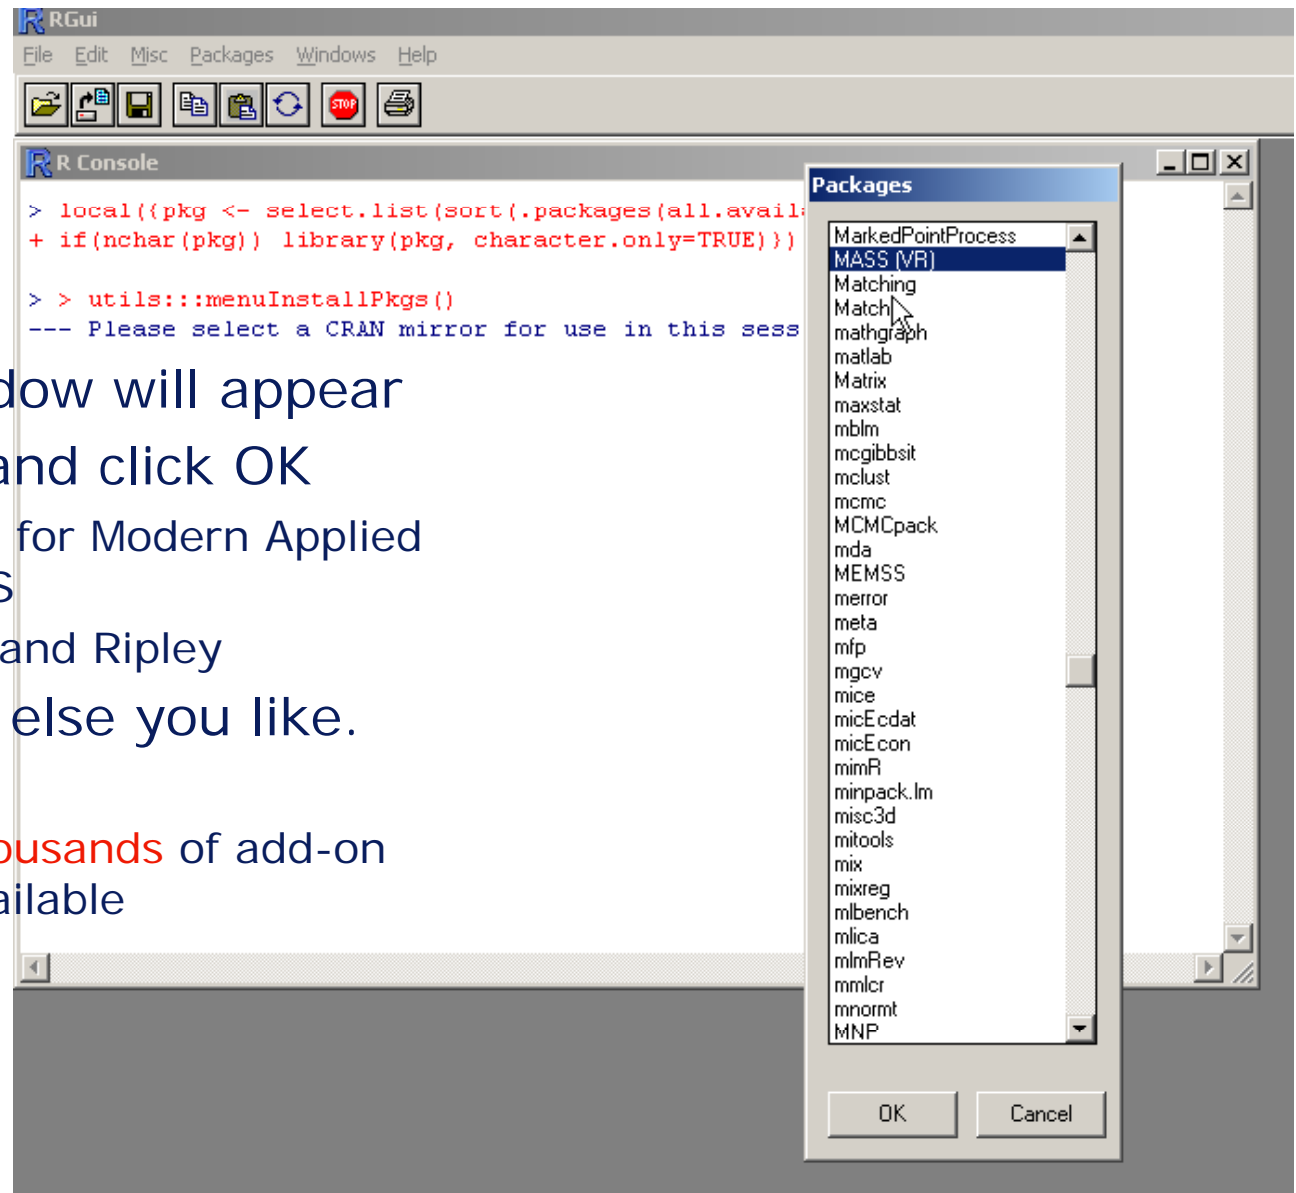 RGui
File Edit Misc Packages Windows Help
STOP
R Console
> local({pkg <- select.list(sort(.packages(all.avail
+ if(nchar(pkg)) library(pkg, character.only=TRUE)})
> > utils:::menuInstallPkgs()
--- Please select a CRAN mirror for use in this sess
dow will appear
and click OK
for Modern Applied
s
and Ripley
else you like.
ousands of add-on
ailable
Packages
MarkedPointProcess
MASS (VR)
Matching
Match
mathgraph
matlab
Matrix
maxstat
mblm
mcgibbsit
mclust
mcmc
MCMCpack
mda
MEMSS
merror
meta
mfp
mgcv
mice
micEcdat
micEcon
mimR
minpack.lm
misc3d
mitools
mix
mixreg
mlbench
mlica
mlmRev
mmlcr
mnormt
MNP
OK Cancel